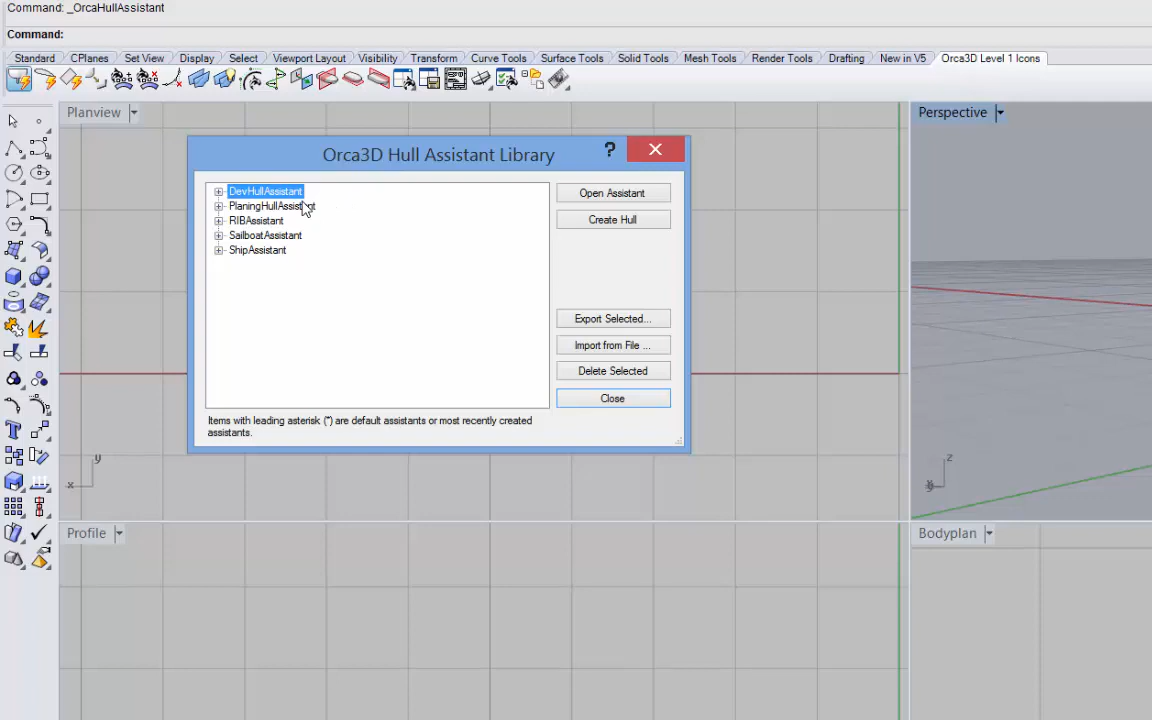 Command: _OrcaHullAssistant
Command:
Standard CPlanes Set View Display Select Viewport Layout Visibility Transform Curve Tools Surface Tools Solid Tools Mesh Tools Render Tools Drafting New in V5 Orca3D Level 1 Icons
Planview
Perspective
Orca3D Hull Assistant Library
?
DevHullAssistant
PlaningHullAssistant
RIBAssistant
SailboatAssistant
ShipAssistant
Open Assistant
Create Hull
Export Selected...
Import from File ...
Delete Selected
Close
Items with leading asterisk (*) are default assistants or most recently created
assistants.
y
x
z
Profile
Bodyplan